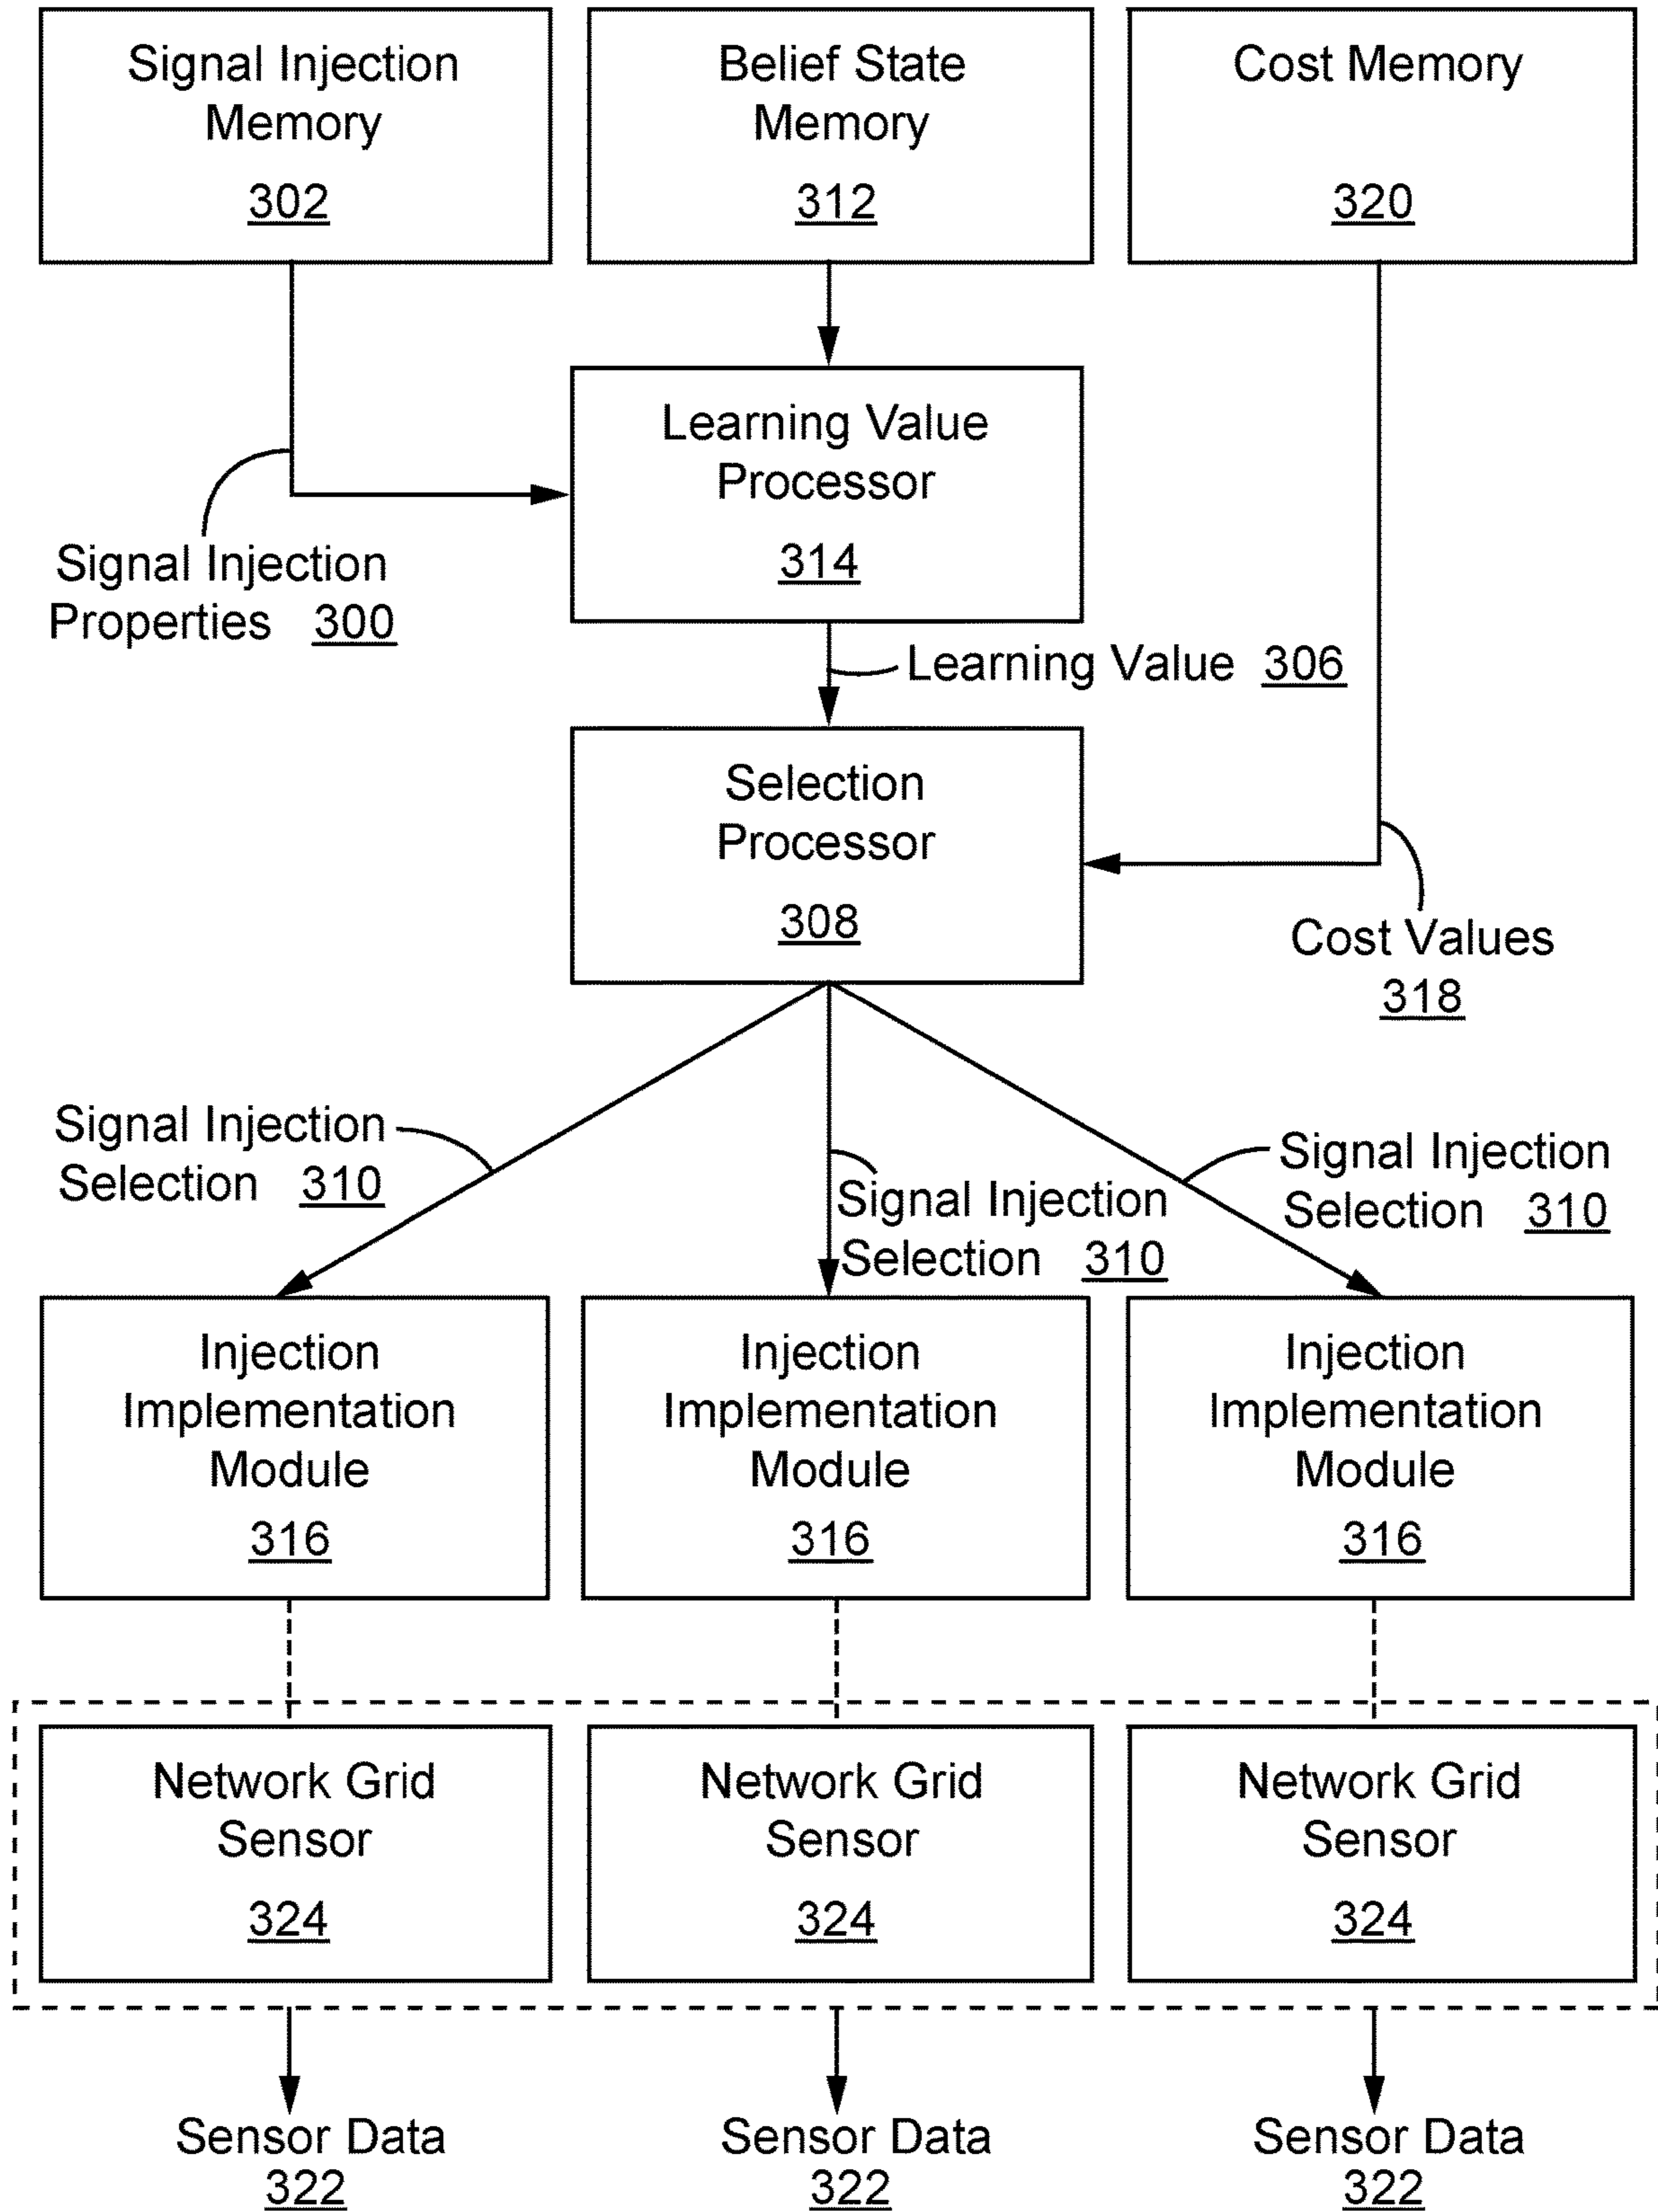 Signal Injection
Memory
302
Belief State
Memory
312
Cost Memory
320
Learning Value
Processor
314
Signal Injection
Properties 300
Learning Value 306
Selection
Processor
308
Cost Values
318
Signal Injection
Selection 310
Signal Injection
Selection 310
Signal Injection
Selection 310
Injection
Implementation
Module
316
Injection
Implementation
Module
316
Injection
Implementation
Module
316
Network Grid
Sensor
324
Network Grid
Sensor
324
Network Grid
Sensor
324
Sensor Data
322
Sensor Data
322
Sensor Data
322